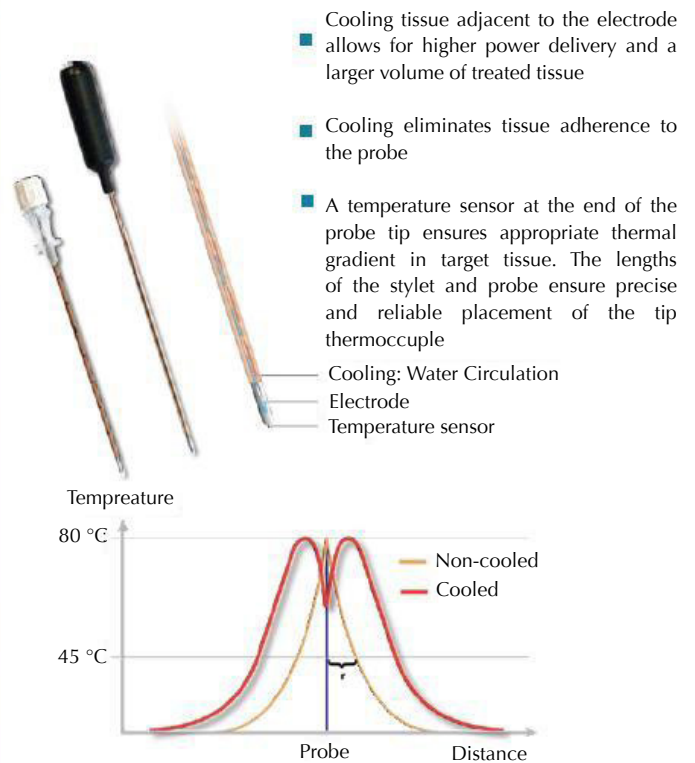 Cooling tissue adjacent to the electrode
allows for higher power delivery and a
larger volume of treated tissue
Cooling eliminates tissue adherence to
the probe
A temperature sensor at the end of the
probe tip ensures appropriate thermal
gradient in target tissue. The lengths
of the stylet and probe ensure precise
and reliable placement of the tip
thermoccuple
Cooling: Water Circulation
Electrode
Temperature sensor
Tempreature
80 °C
Non-cooled
Cooled
45 °C
r
Probe
Distance